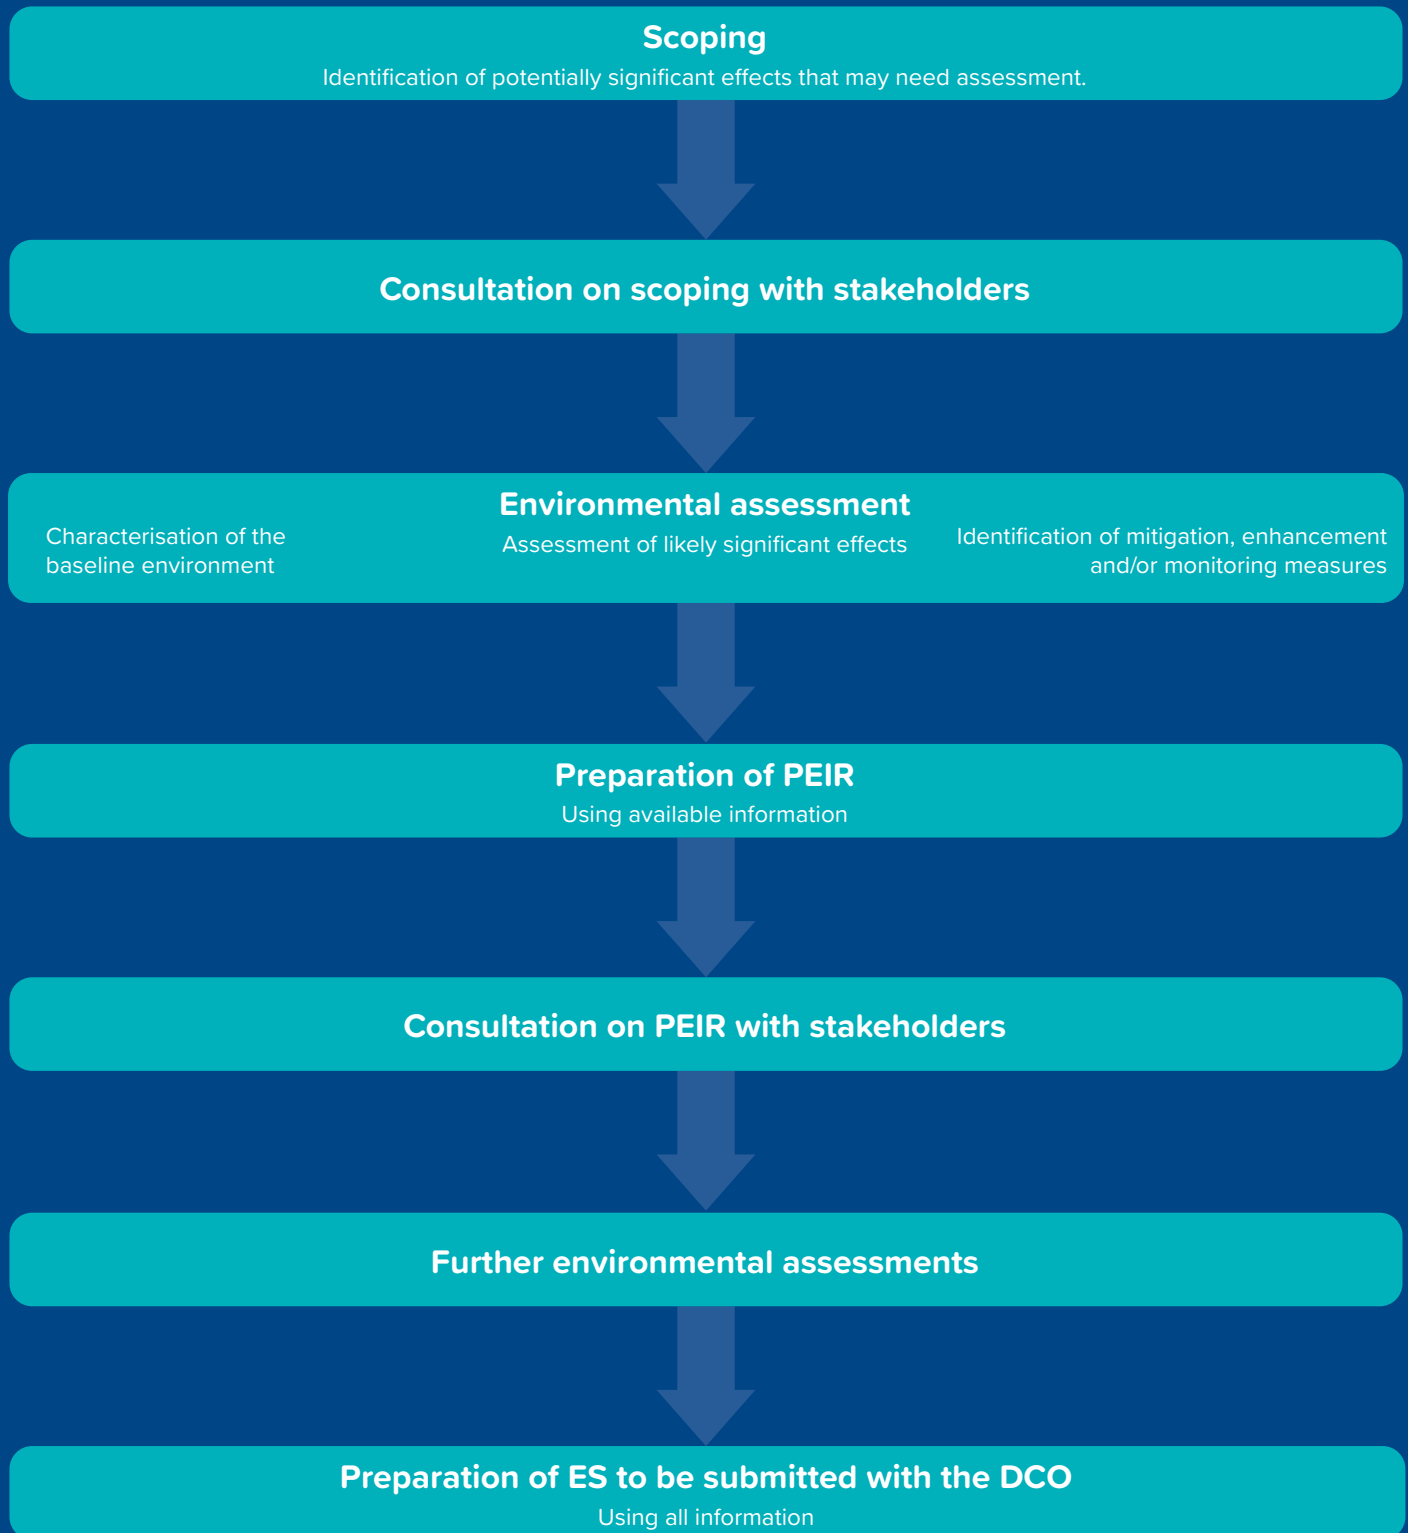 Scoping
Identification of potentially significant effects that may need assessment.
Consultation on scoping with stakeholders
Environmental assessment
Characterisation of the
baseline environment
Assessment of likely significant effects
Identification of mitigation, enhancement
and/or monitoring measures
Preparation of PEIR
Using available information
Consultation on PEIR with stakeholders
Further environmental assessments
Preparation of ES to be submitted with the DCO
Using all information